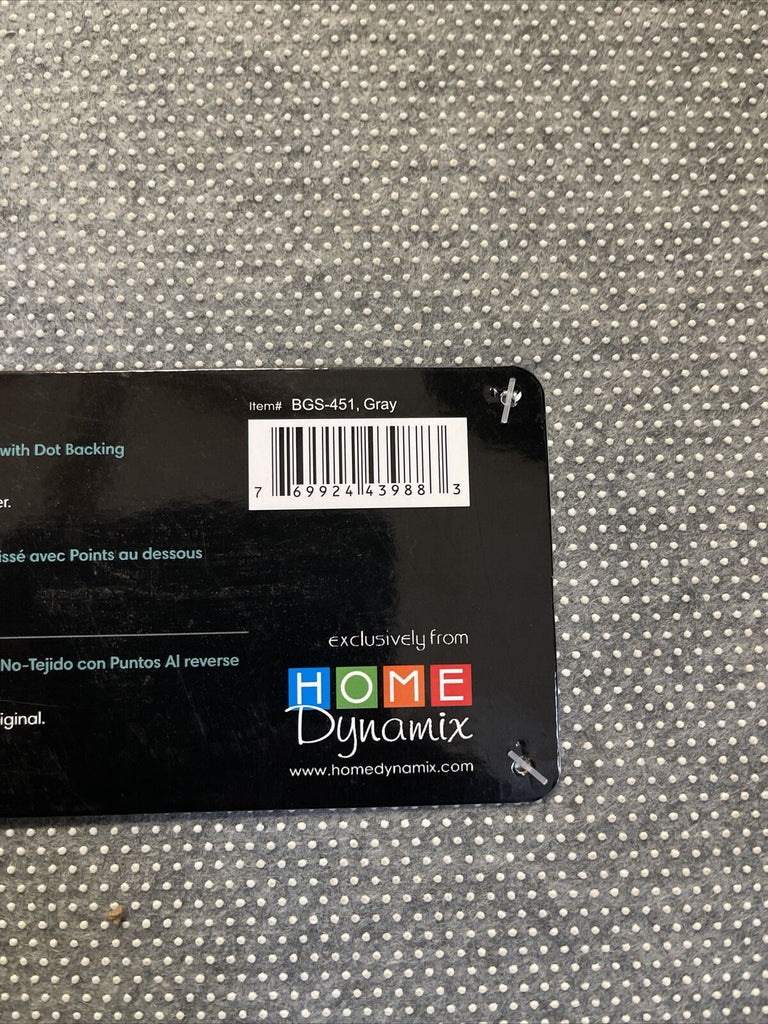 Item# BGS-451, Gray
with Dot Backing
7 69924 43988 3
er.
issé avec Points au dessous
exclusively from
No-Tejido con Puntos Al reverse
HOME
Dynamix
iginal.
www.homedynamix.com